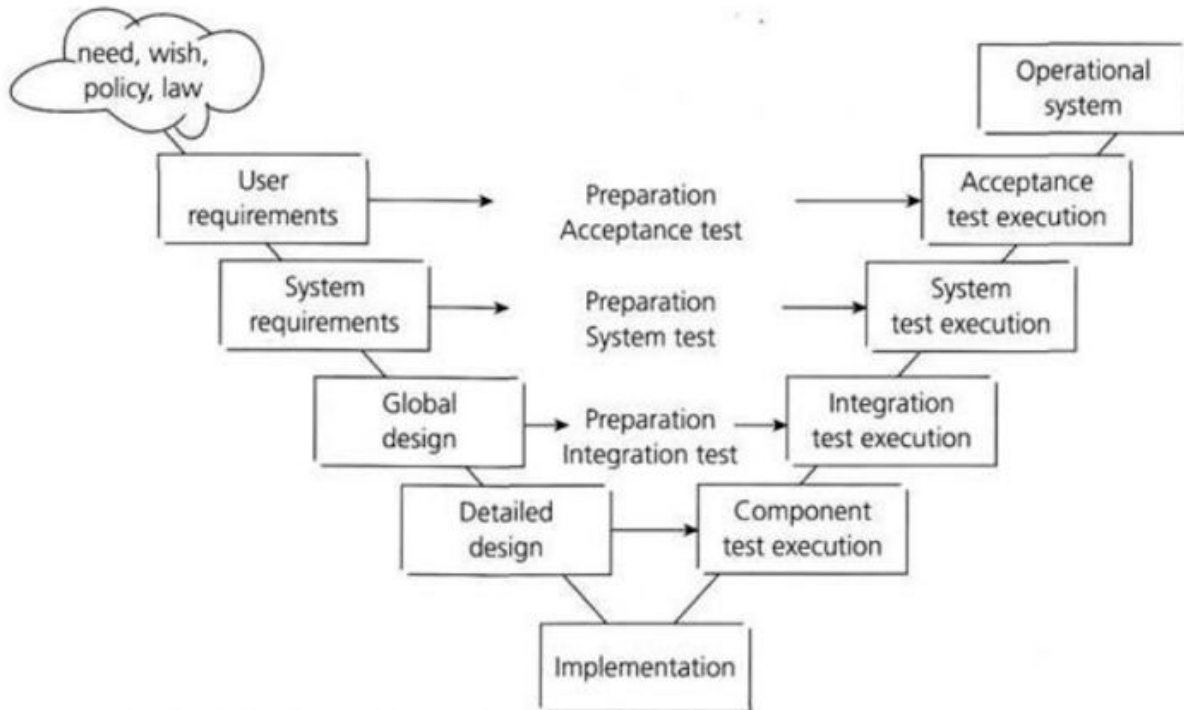 need, wish,
policy, law
Operational
system
User
requirements
Preparation
Acceptance test
Acceptance
test execution
System
requirements
Preparation
System test
System
test execution
Global
design
Preparation
Integration test
Integration
test execution
Detailed
design
Component
test execution
Implementation